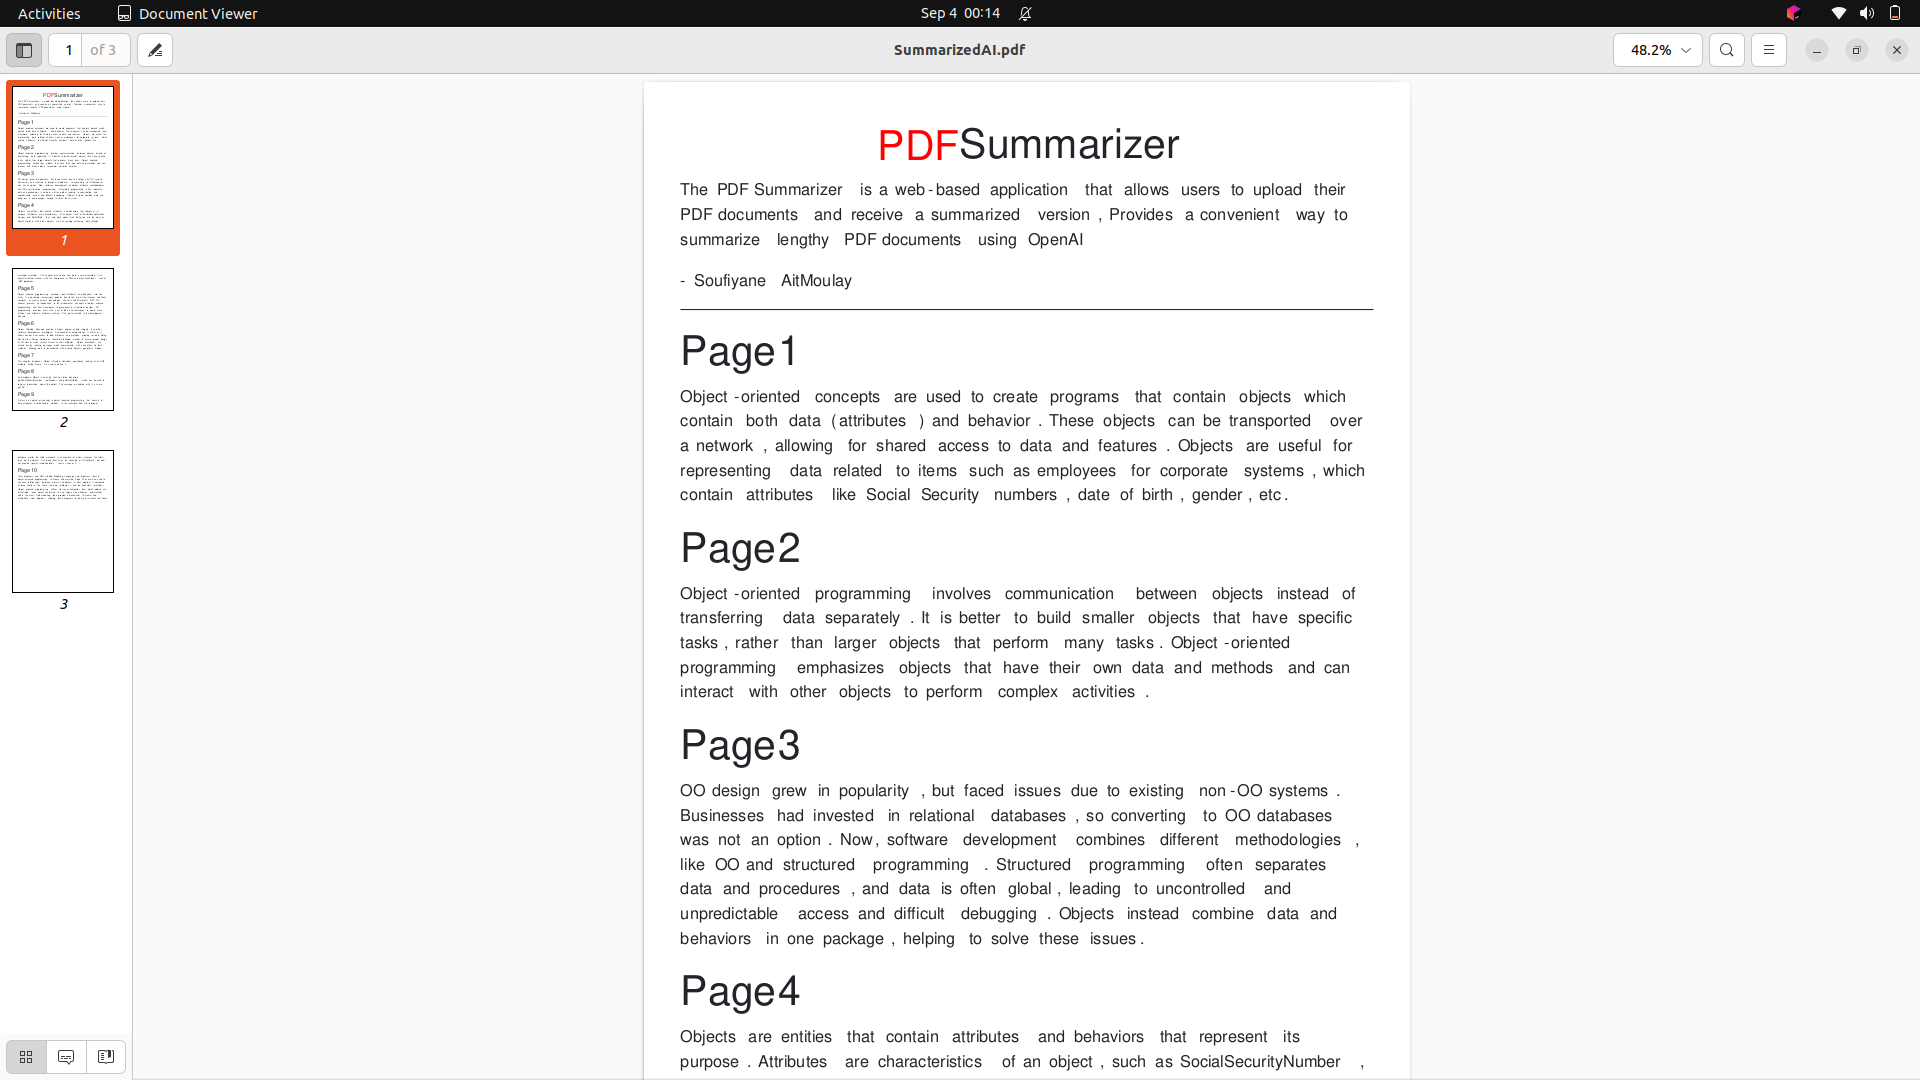 Activities Document Viewer Sep 4 00:14
1 of 3 SummarizedAI.pdf 48.2%
1
2
3
PDFSummarizer
The PDF Summarizer is a web-based application that allows users to upload their
PDF documents and receive a summarized version , Provides a convenient way to
summarize lengthy PDF documents using OpenAI
- Soufiyane AitMoulay
Page1
Object-oriented concepts are used to create programs that contain objects which
contain both data (attributes ) and behavior . These objects can be transported over
a network , allowing for shared access to data and features . Objects are useful for
representing data related to items such as employees for corporate systems , which
contain attributes like Social Security numbers , date of birth , gender , etc.
Page2
Object-oriented programming involves communication between objects instead of
transferring data separately . It is better to build smaller objects that have specific
tasks , rather than larger objects that perform many tasks . Object-oriented
programming emphasizes objects that have their own data and methods and can
interact with other objects to perform complex activities .
Page3
OO design grew in popularity , but faced issues due to existing non-OO systems .
Businesses had invested in relational databases , so converting to OO databases
was not an option . Now, software development combines different methodologies ,
like OO and structured programming . Structured programming often separates
data and procedures , and data is often global , leading to uncontrolled and
unpredictable access and difficult debugging . Objects instead combine data and
behaviors in one package , helping to solve these issues .
Page4
Objects are entities that contain attributes and behaviors that represent its
purpose . Attributes are characteristics of an object , such as SocialSecurityNumber ,